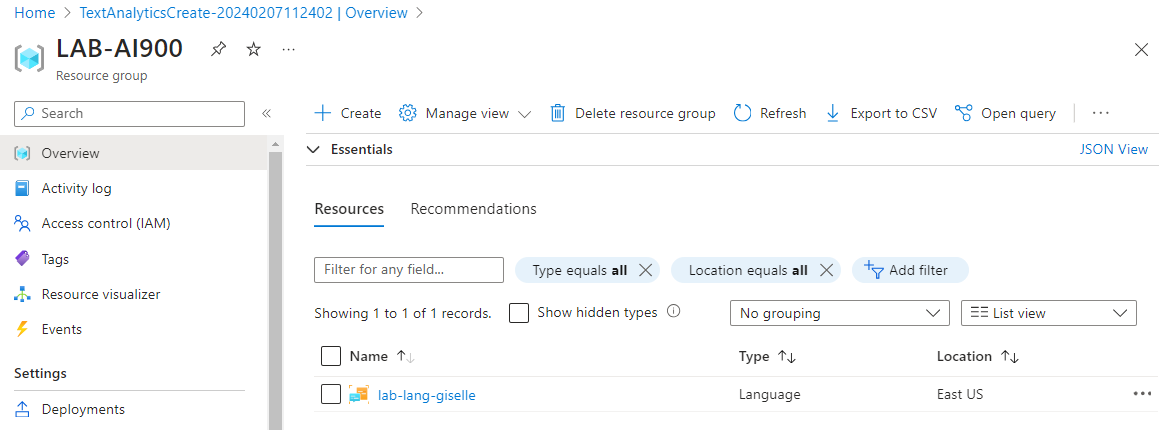 Home > TextAnalyticsCreate-20240207112402 | Overview >
LAB-AI900
Resource group
Search
Overview
Activity log
Access control (IAM)
Tags
Resource visualizer
Events
Settings
Deployments
Create Manage view Delete resource group Refresh Export to CSV Open query
Essentials JSON View
Resources Recommendations
Filter for any field... Type equals all Location equals all Add filter
Showing 1 to 1 of 1 records. Show hidden types No grouping List view
Name Type Location
lab-lang-giselle Language East US